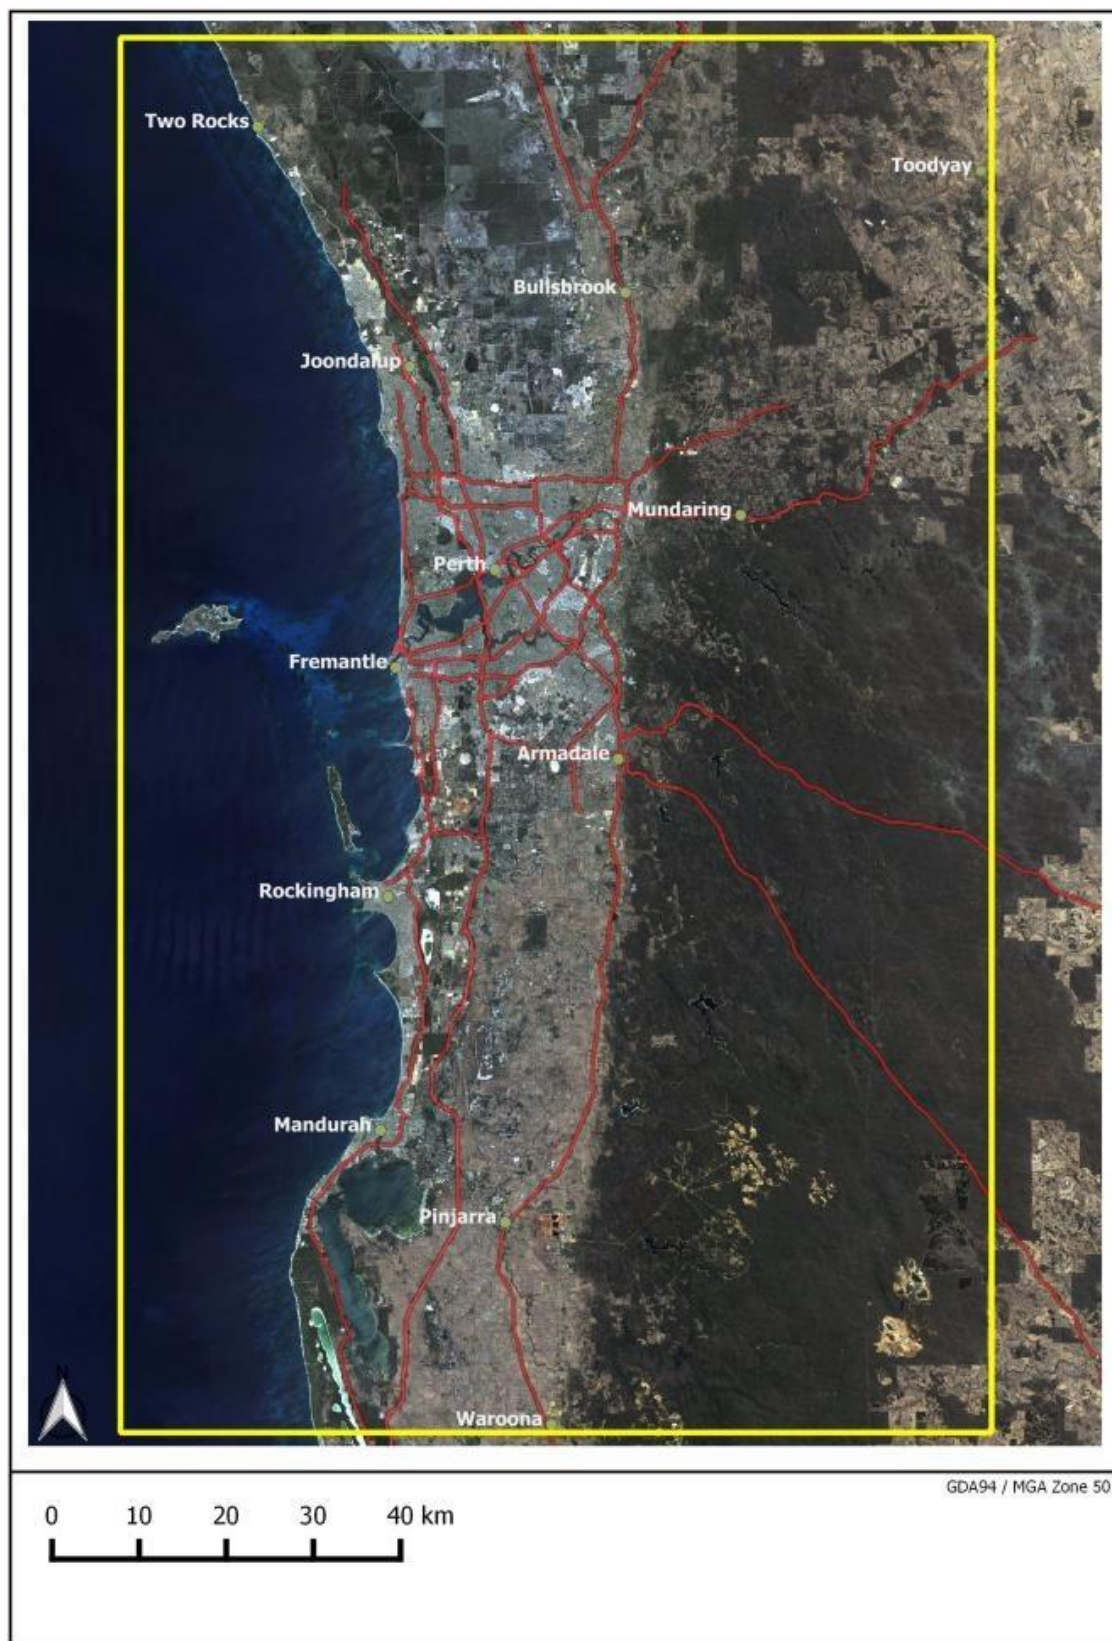 Two Rocks
Toodyay
Bullsbrook
Joondalup
Mundaring
Perth
Fremantle
Armadale
Rockingham
Mandurah
Pinjarra
Waroona
N
GDA94 / MGA Zone 50
0 10 20 30 40 km